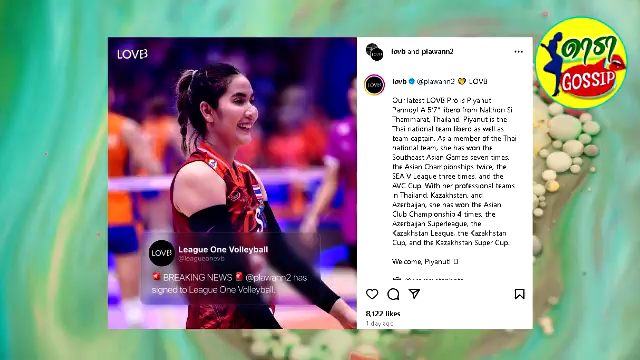 LOVB
lovb and plawann2
ดารา
GOSSIP
lovb @plawann2 💛 LOVB
Our latest LOVB Pro is Piyanut
Pannoy! A 5'7" libero from Nakhon Si
Thammarat, Thailand, Piyanut is the
Thai national team libero as well as
team captain. As a member of the Thai
national team, she has won the
Southeast Asian Games seven times,
the Asian Championships twice, the
SEA V League three times, and the
AVC Cup. With her professional teams
in Thailand, Kazakhstan, and
Azerbaijan, she has won the Asian
Club Championship 4 times, the
Azerbaijan Superleague, the
Kazakhstan League, the Kazakhstan
Cup, and the Kazakhstan Super Cup.
Welcome, Piyanut!
LOVB
League One Volleyball
@leagueonevb
🚨 BREAKING NEWS 🚨 @plawann2 has
signed to League One Volleyball.
8,122 likes
1 day ago